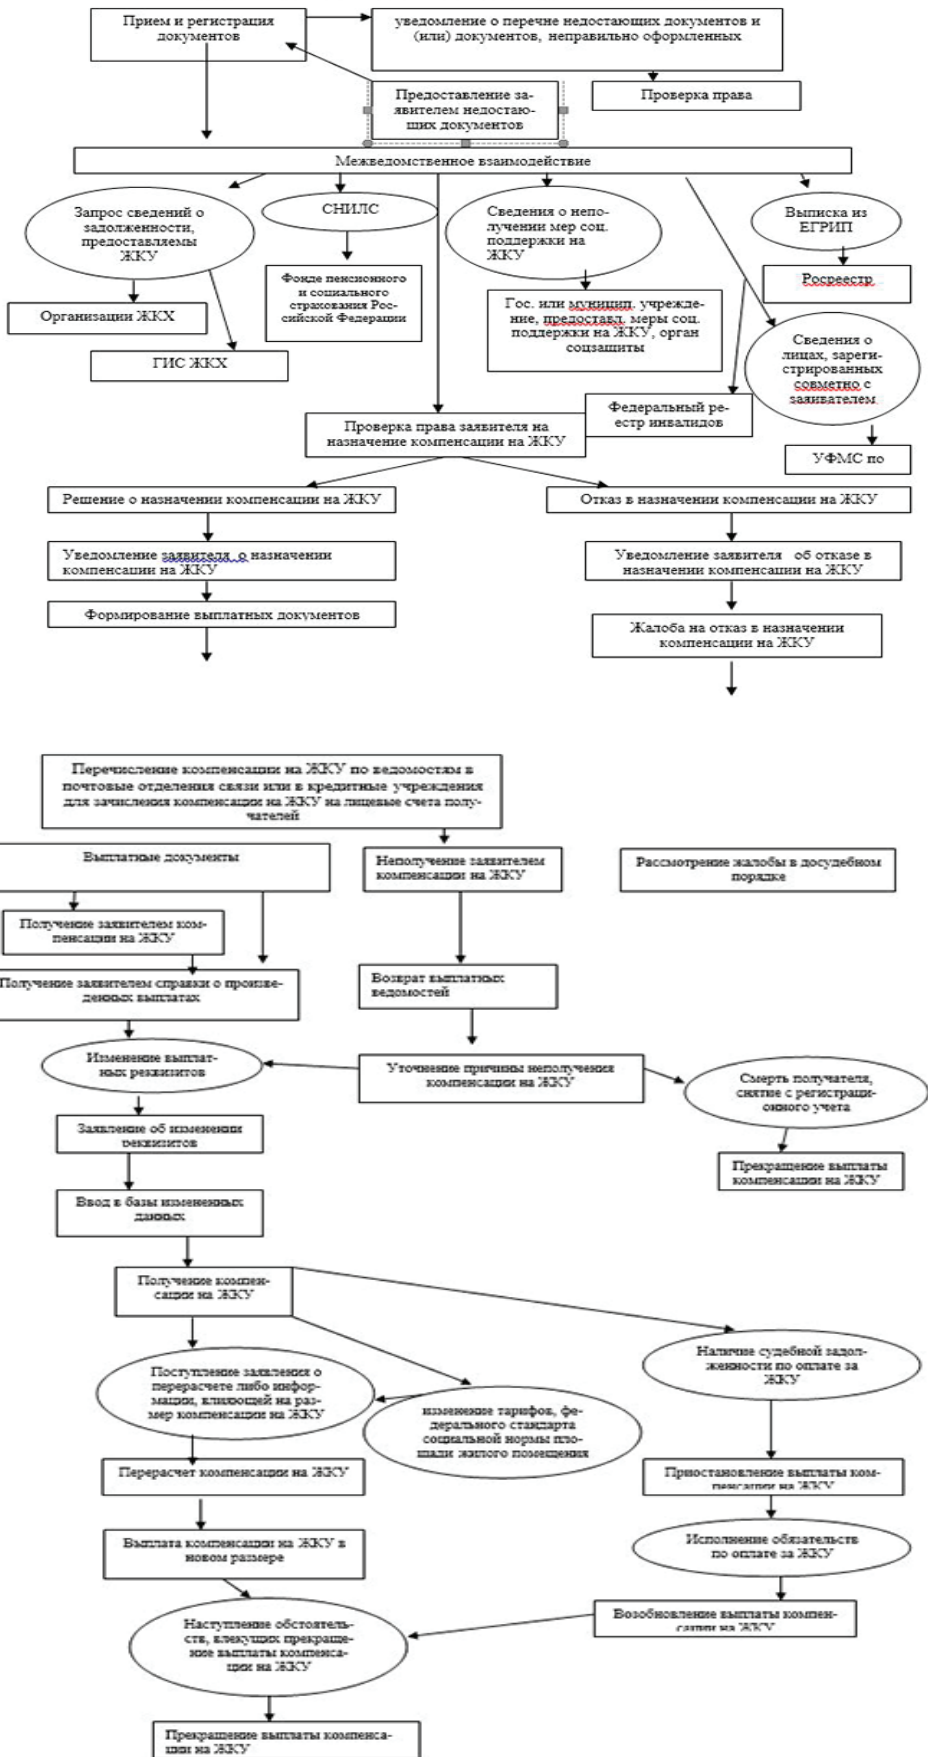 Прием и регистрация
документов
уведомление о перечне недостающих документов и
(или) документов, неправильно оформленных
Предоставление за-
явителем недостаю-
щих документов
Проверка права
Межведомственное взаимодействие
Запрос сведений о
задолженности,
предоставляемы
ЖКУ
СНИЛС
Сведения о непо-
лучении мер соц.
поддержки на
ЖКУ
Выписка из
ЕГРИП
Фонде пенсионного
и социального
страхования Рос-
сийской Федерации
Росреестр
Организации ЖКХ
Гос. или муницип. учрежде-
ние, предоставл. меры соц.
поддержки на ЖКУ, орган
соцзащиты
ГИС ЖКХ
Сведения о
лицах, зареги-
стрированных
совметно с
заяивателем
Федеральный ре-
естр инвалидов
Проверка права заявителя на
назначение компенсации на ЖКУ
УФМС по
Решение о назначении компенсации на ЖКУ
Отказ в назначении компенсации на ЖКУ
Уведомление заявителя о назначении
компенсации на ЖКУ
Уведомление заявителя об отказе в
назначении компенсации на ЖКУ
Формирование выплатных документов
Жалоба на отказ в назначении
компенсации на ЖКУ
Перечисление компенсации на ЖКУ по ведомостям в
почтовые отделения связи или в кредитные учреждения
для зачисления компенсации на ЖКУ на лицевые счета полу-
чателей
Выплатные документы
Неполучение заявителем
компенсации на ЖКУ
Рассмотрение жалобы в досудебном
порядке
Получение заявителем ком-
пенсации на ЖКУ
Получение заявителем справки о произве-
денных выплатах
Возврат выплатных
ведомостей
Изменение выплат-
ных реквизитов
Уточнение причины неполучения
компенсации на ЖКУ
Смерть получателя,
снятие с регистраци-
онного учета
Заявление об изменении
реквизитов
Прекращение выплаты
компенсации на ЖКУ
Ввод в базы измененных
данных
Получение компен-
сации на ЖКУ
Наличие судебной задол-
женности по оплате за
ЖКУ
Поступление заявления о
перерасчете либо инфор-
мации, влияющей на раз-
мер компенсации на ЖКУ
изменение тарифов, фе-
дерального стандарта
социальной нормы пло-
щади жилого помещения
Перерасчет компенсации на ЖКУ
Приостановление выплаты ком-
пенсации на ЖКУ
Выплата компенсации на ЖКУ в
новом размере
Исполнение обязательств
по оплате за ЖКУ
Возобновление выплаты компен-
сации на ЖКУ
Наступление обстоятель-
ств, влекущих прекраще-
ние выплаты компенса-
ции на ЖКУ
Прекращение выплаты компенса-
ции на ЖКУ